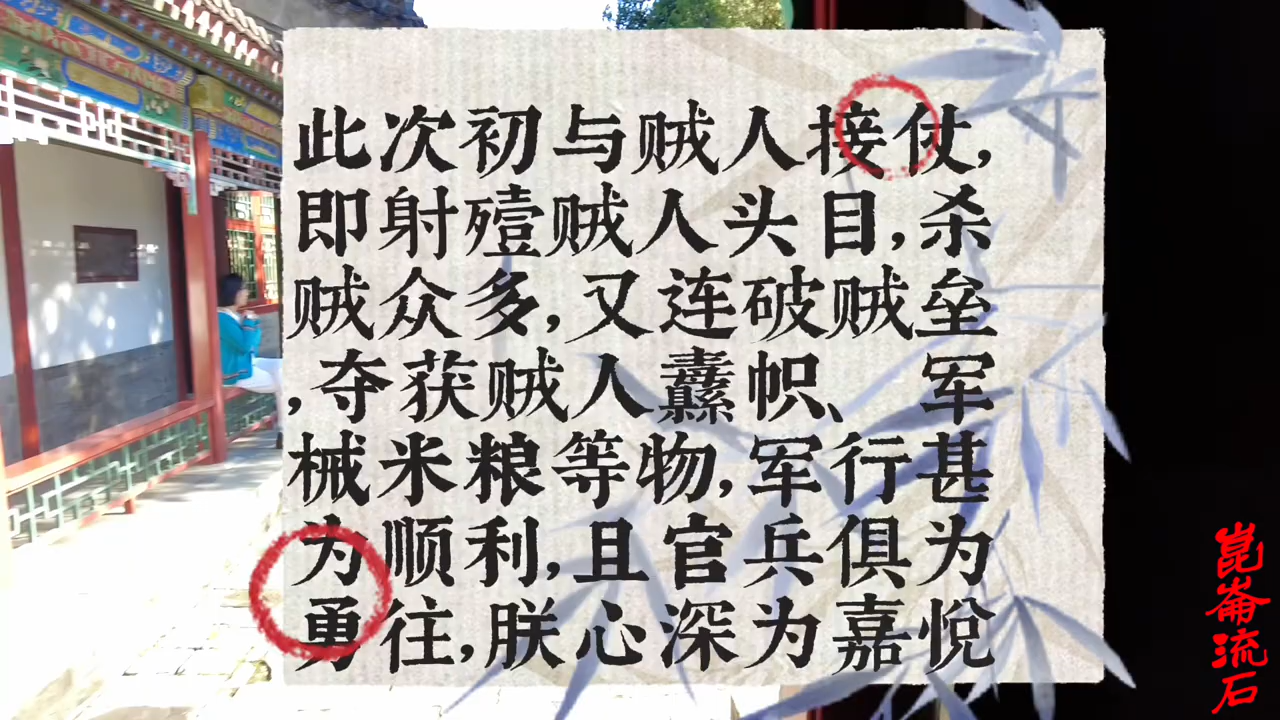 此次初与贼人接仗，
即射殪贼人头目，杀
贼众多，又连破贼垒
，夺获贼人纛帜、军
械米粮等物，军行甚
为顺利，且官兵俱为
勇往，朕心深为嘉悦
崑崙流石